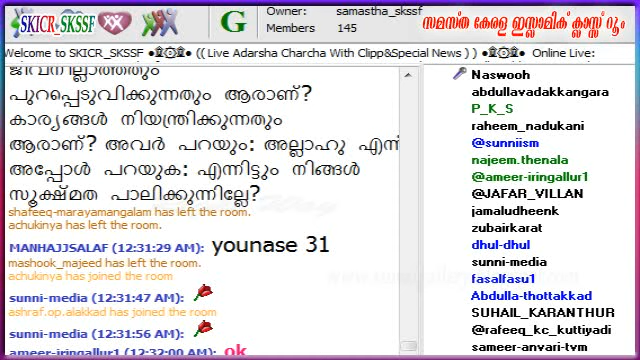 SKICR_SKSSF
G
Owner: samastha_skssf
Members 145
സമസ്ത കേരള ഇസ്ലാമിക് ക്ലാസ്സ് റൂം
Welcome to SKICR_SKSSF ●۩۞۩● (( Live Adarsha Charcha With Clipp&Special News ) ) ●۩۞۩● Online Live:
ജീവനില്ലാത്തതും
പുറപ്പെടുവിക്കുന്നതും ആരാണ്?
കാര്യങ്ങൾ നിയന്ത്രിക്കുന്നതും
ആരാണ്? അവർ പറയും: അല്ലാഹു എന്
അപ്പോൾ പറയുക: എന്നിട്ടും നിങ്ങൾ
സൂക്ഷ്മത പാലിക്കുന്നില്ലേ?
shafeeq-marayamangalam has left the room.
achukinya has left the room.
MANHAJJSALAF (12:31:29 AM): younase 31
mashook_majeed has left the room.
achukinya has joined the room
sunni-media (12:31:47 AM):
ashraf.op.alakkad has joined the room
sunni-media (12:31:56 AM):
ameer-iringallur1 (12:32:00 AM): ok
Naswooh
abdullavadakkangara
P_K_S
raheem_nadukani
@sunniism
najeem.thenala
@ameer-iringallur1
@JAFAR_VILLAN
jamaludheenk
zubairkarat
dhul-dhul
sunni-media
fasalfasu1
Abdulla-thottakkad
SUHAIL_KARANTHUR
@rafeeq_kc_kuttiyadi
sameer-anvari-tvm